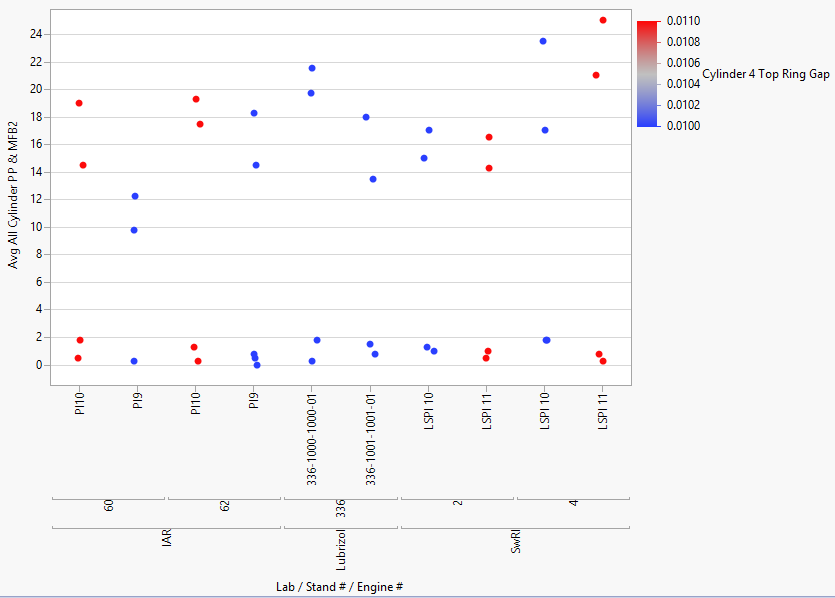 24
22
20
18
16
14
12
10
8
6
4
2
0
Avg All Cylinder PP & MFB2
0.0110
0.0108
0.0106
0.0104
0.0102
0.0100
Cylinder 4 Top Ring Gap
PI10
PI9
PI10
PI9
336-1000-1000-01
336-1001-1001-01
LSPI 10
LSPI 11
LSPI 10
LSPI 11
60
62
336
2
4
IAR
Lubrizol
SwRI
Lab / Stand # / Engine #